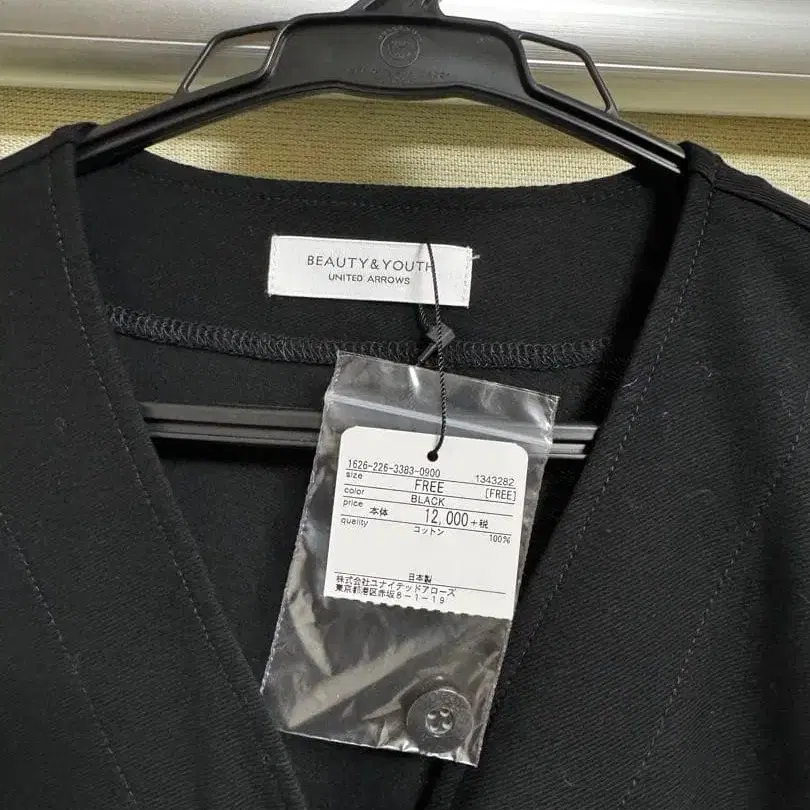 BEAUTY&YOUTH
UNITED ARROWS
1626-226-3383-0900 1343282
size FREE [FREE]
color BLACK
price 本体 12,000+税
quality コットン 100%
日本製
株式会社ユナイテッドアローズ
東京都港区赤坂8-1-19